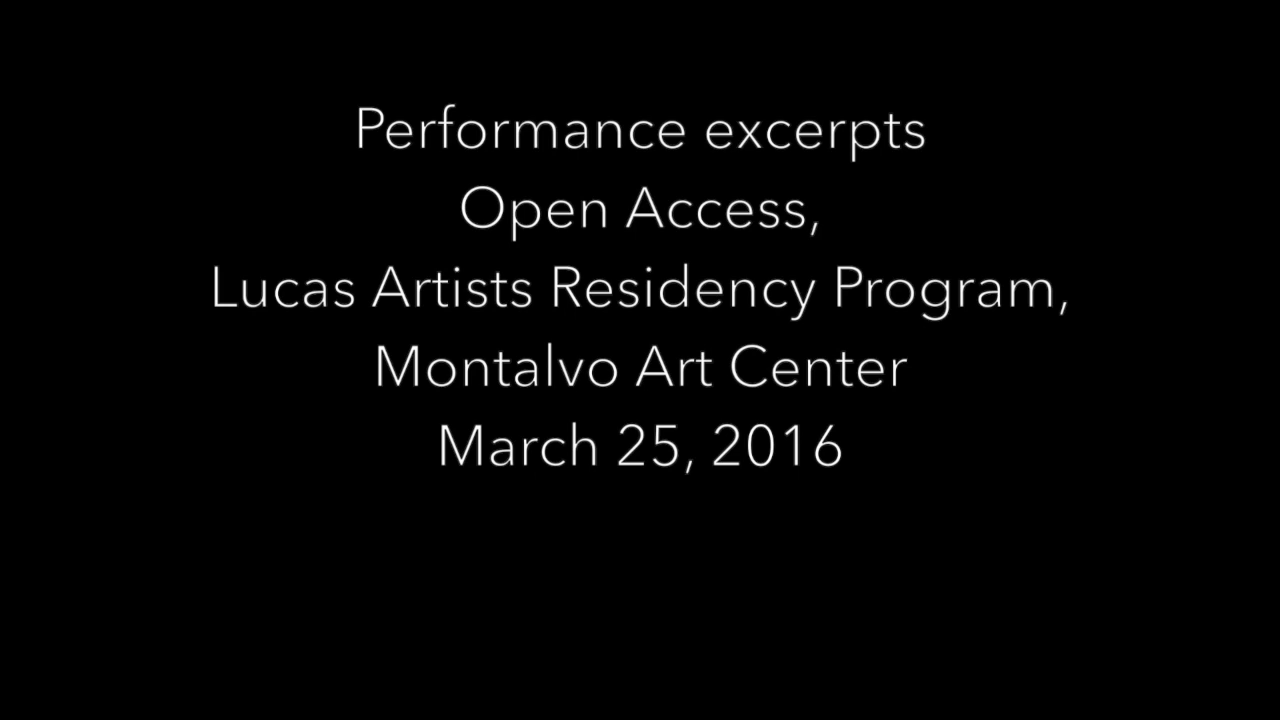 Performance excerpts
Open Access,
Lucas Artists Residency Program,
Montalvo Art Center
March 25, 2016